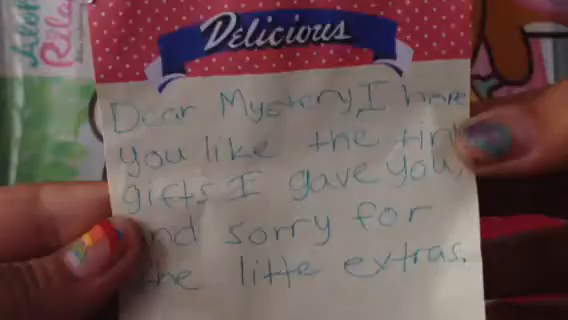 Delicious
Dear Mystery, I hope
you like the
gifts I gave you,
and sorry for
the litte extras.